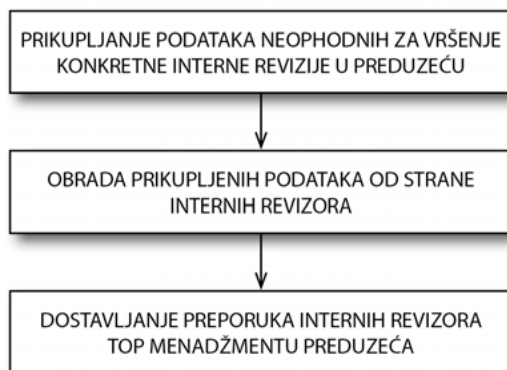 PRIKUPLJANJE PODATAKA NEOPHODNIH ZA VRŠENJE
KONKRETNE INTERNE REVIZIJE U PREDUZEĆU
OBRADA PRIKUPLJENIH PODATAKA OD STRANE
INTERNIH REVIZORA
DOSTAVLJANJE PREPORUKA INTERNIH REVIZORA
TOP MENADŽMENTU PREDUZEĆA